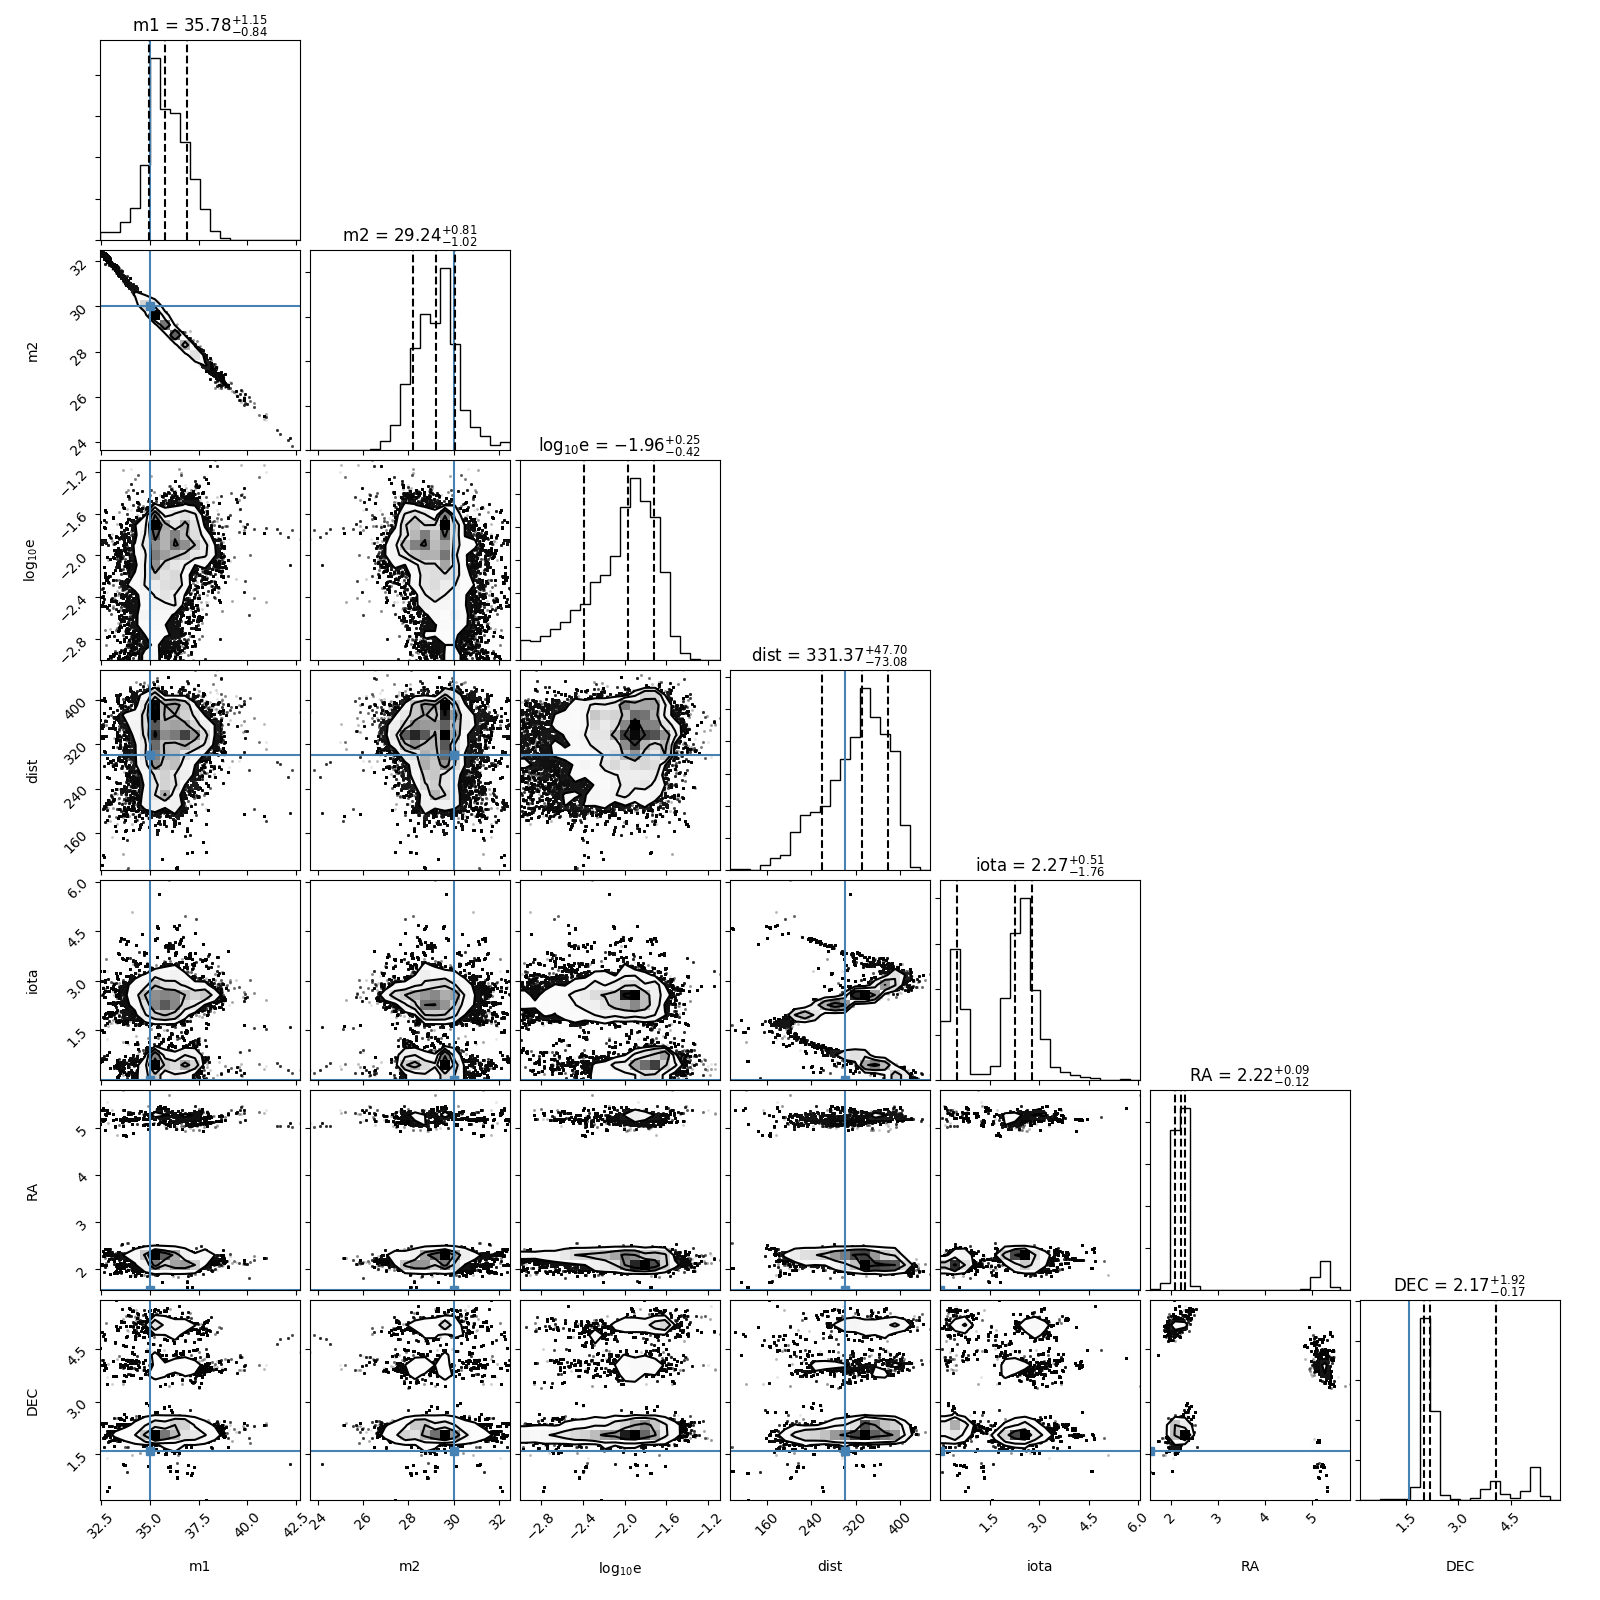 m1 = 35.78+1.15−0.84
m2 = 29.24+0.81−1.02
32
30
28
26
24
m2
log10e = −1.96+0.25−0.42
−1.2
−1.6
−2.0
−2.4
−2.8
log10e
dist = 331.37+47.70−73.08
400
320
240
160
dist
iota = 2.27+0.51−1.76
6.0
4.5
3.0
1.5
iota
RA = 2.22+0.09−0.12
5
4
3
2
RA
DEC = 2.17+1.92−0.17
4.5
3.0
1.5
DEC
32.5 35.0 37.5 40.0 42.5 24 26 28 30 32 −2.8 −2.4 −2.0 −1.6 −1.2 160 240 320 400 1.5 3.0 4.5 6.0 2 3 4 5 1.5 3.0 4.5
m1 m2 log10e dist iota RA DEC